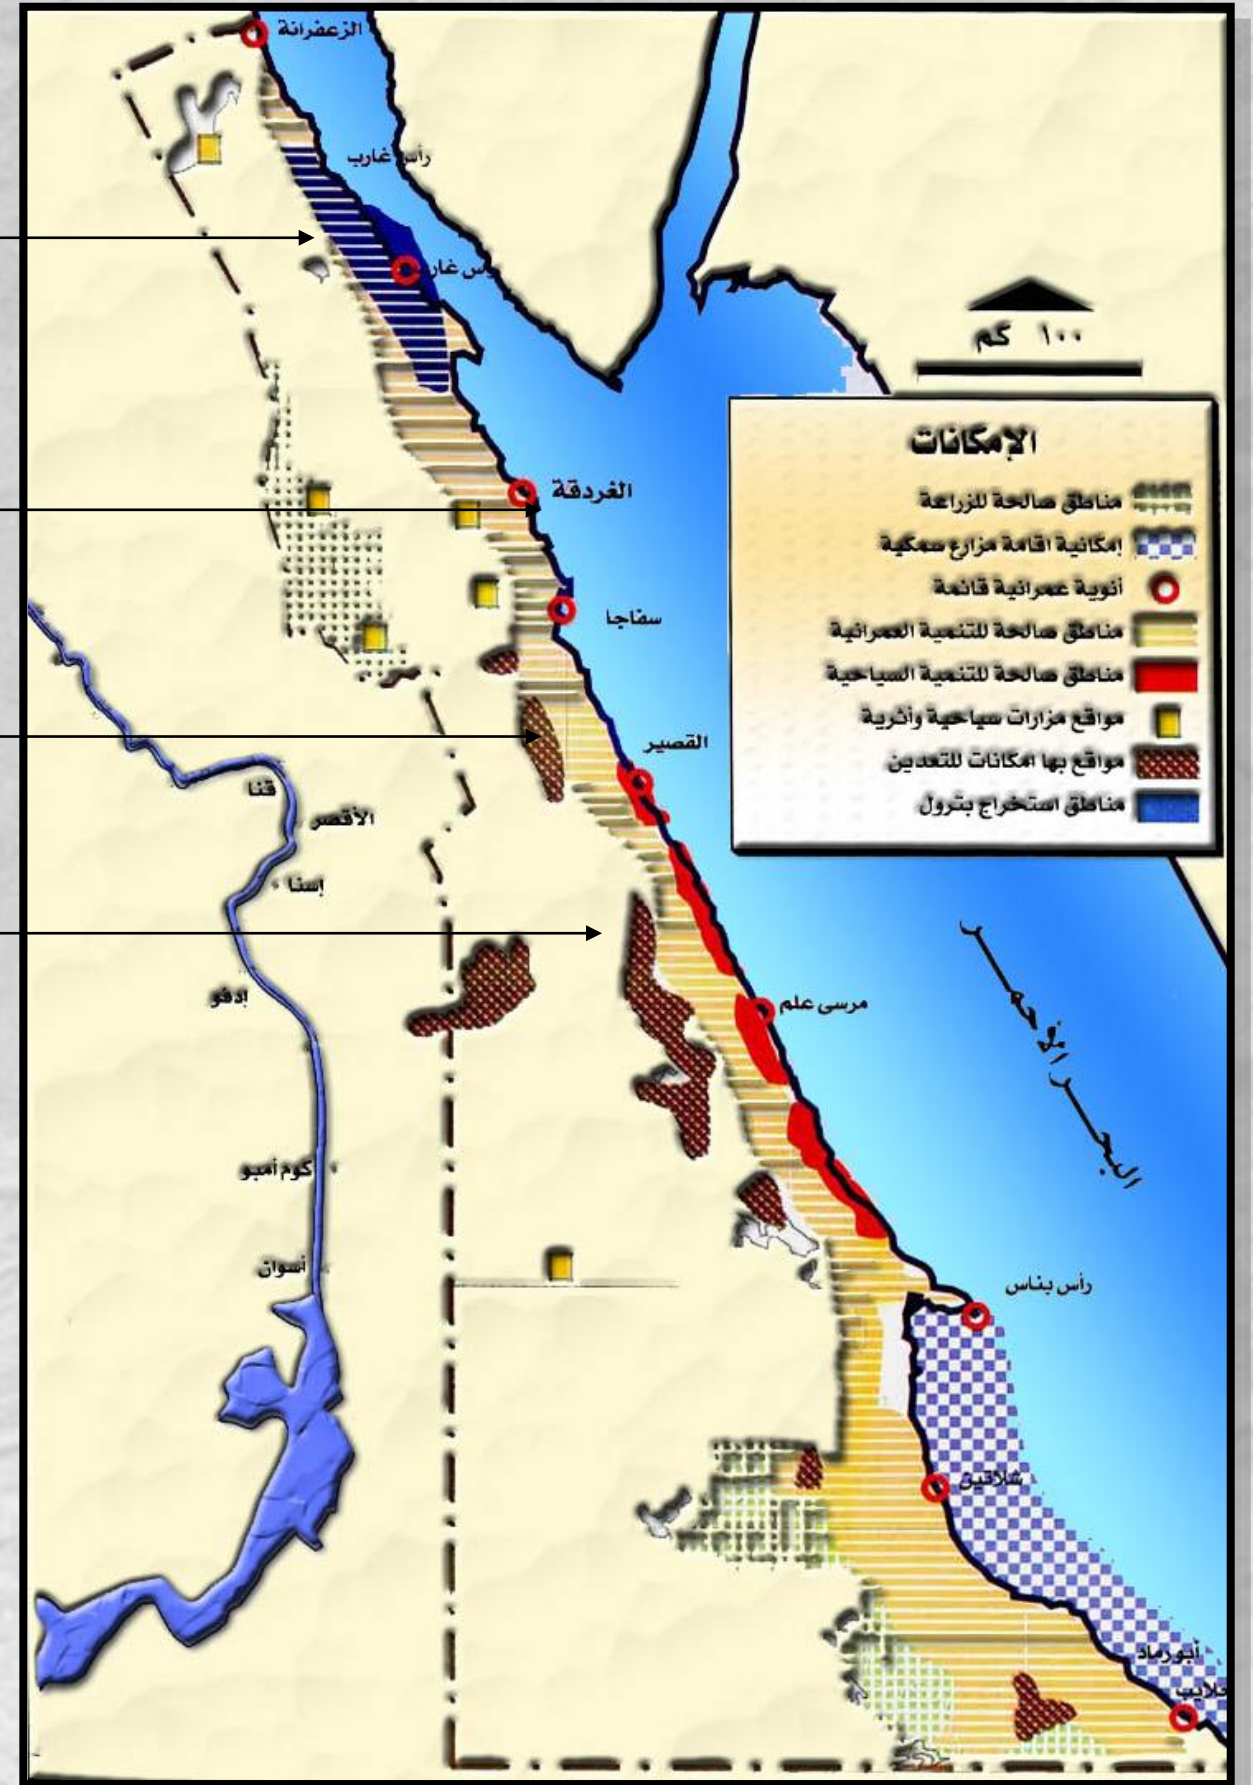 الزعفرانة
رأس غارب
رأس غار
١٠٠ كم
الإمكانات
مناطق صالحة للزراعة
إمكانية اقامة مزارع سمكية
أنوية عمرانية قائمة
مناطق صالحة للتنمية العمرانية
مناطق صالحة للتنمية السياحية
مواقع مزارات سياحية وأثرية
مواقع بها امكانات للتعدين
مناطق استخراج بترول
الغردقة
سفاجا
القصير
قنا
الأقصر
إسنا
إدفو
مرسى علم
البحر
كوم أمبو
أسوان
رأس بناس
شلاتين
أبو رماد
حلايب